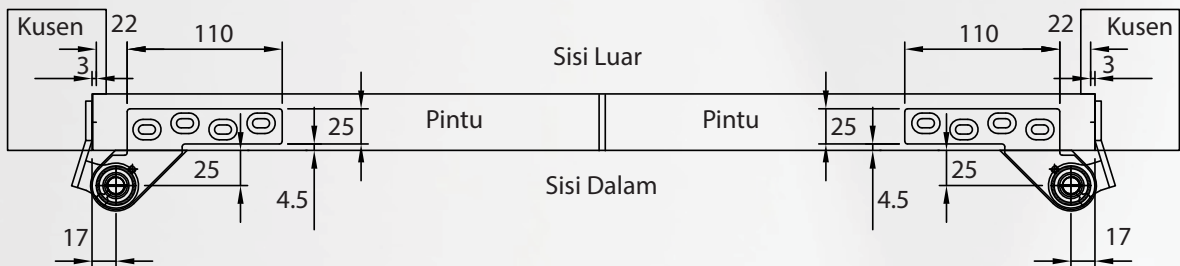 Kusen 22 110 110 22 Kusen
Sisi Luar
3 3
25 Pintu Pintu 25
25 Sisi Dalam 25
4.5 4.5
17 17